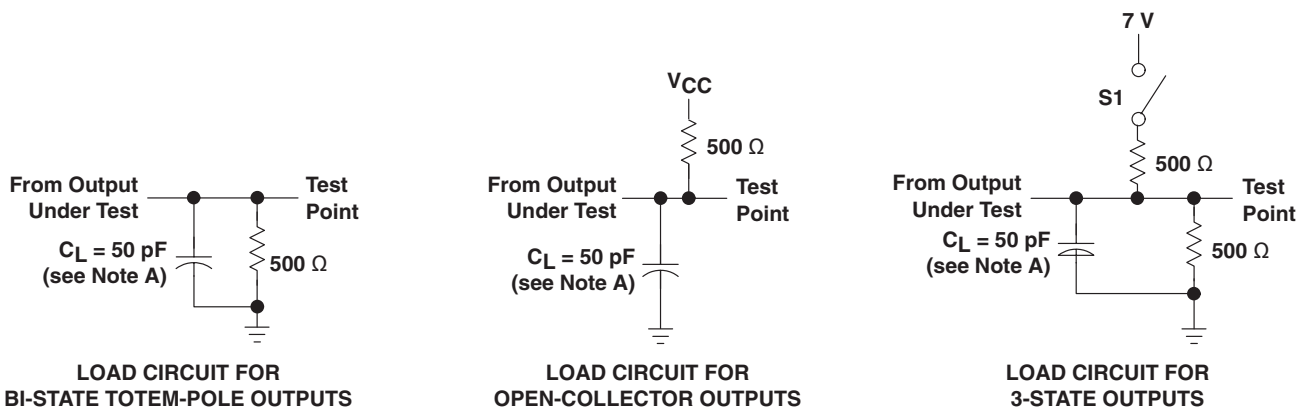 From Output
Under Test
Test
Point
CL = 50 pF
(see Note A)
500 Ω
LOAD CIRCUIT FOR
BI-STATE TOTEM-POLE OUTPUTS
VCC
500 Ω
From Output
Under Test
Test
Point
CL = 50 pF
(see Note A)
LOAD CIRCUIT FOR
OPEN-COLLECTOR OUTPUTS
7 V
S1
500 Ω
From Output
Under Test
Test
Point
CL = 50 pF
(see Note A)
500 Ω
LOAD CIRCUIT FOR
3-STATE OUTPUTS